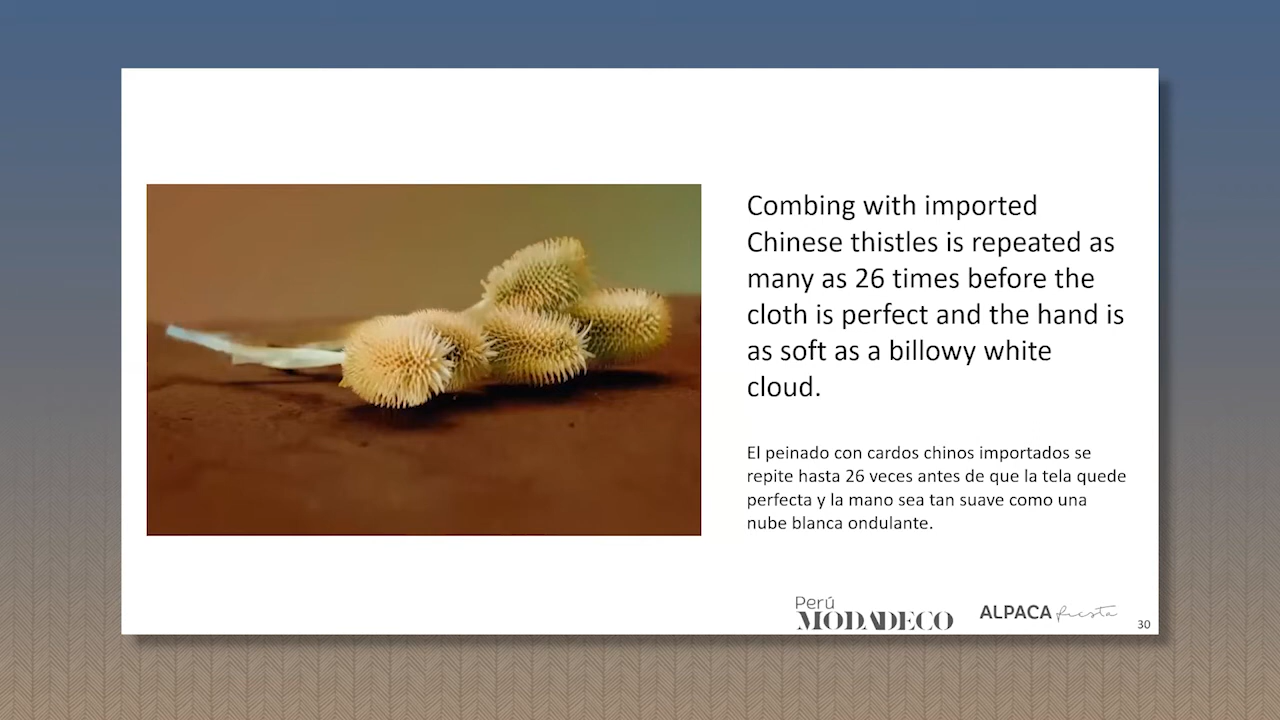 Combing with imported
Chinese thistles is repeated as
many as 26 times before the
cloth is perfect and the hand is
as soft as a billowy white
cloud.
El peinado con cardos chinos importados se
repite hasta 26 veces antes de que la tela quede
perfecta y la mano sea tan suave como una
nube blanca ondulante.
Perú
MODADECO
ALPACA fiesta
30